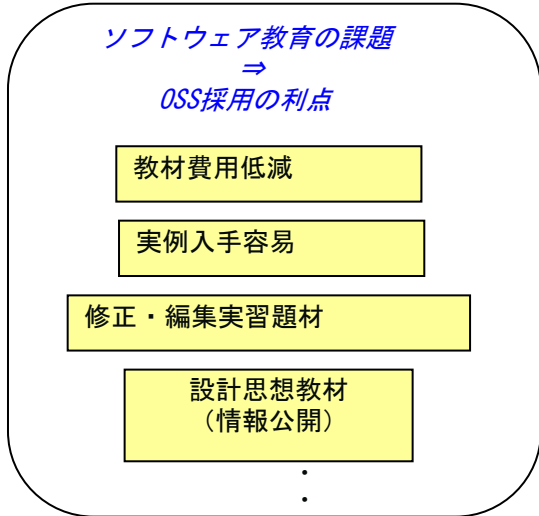 ソフトウェア教育の課題
⇒
OSS採用の利点
教材費用低減
実例入手容易
修正・編集実習題材
設計思想教材
（情報公開）
・
・